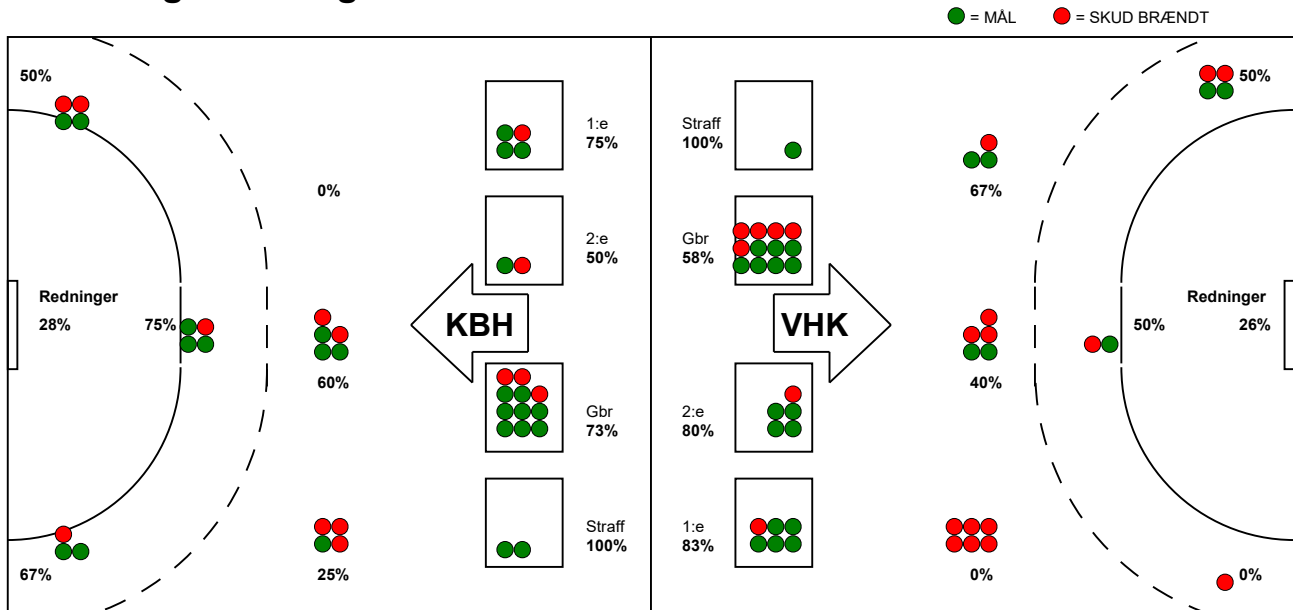 = MÅL = SKUD BRÆNDT
50%
1:e
75%
0%
2:e
50%
Redninger
28%
75%
KBH
60%
Gbr
73%
Straff
100%
67%
25%
Straff
100%
50%
67%
Gbr
58%
VHK
Redninger
50%
26%
40%
2:e
80%
1:e
83%
0%
0%